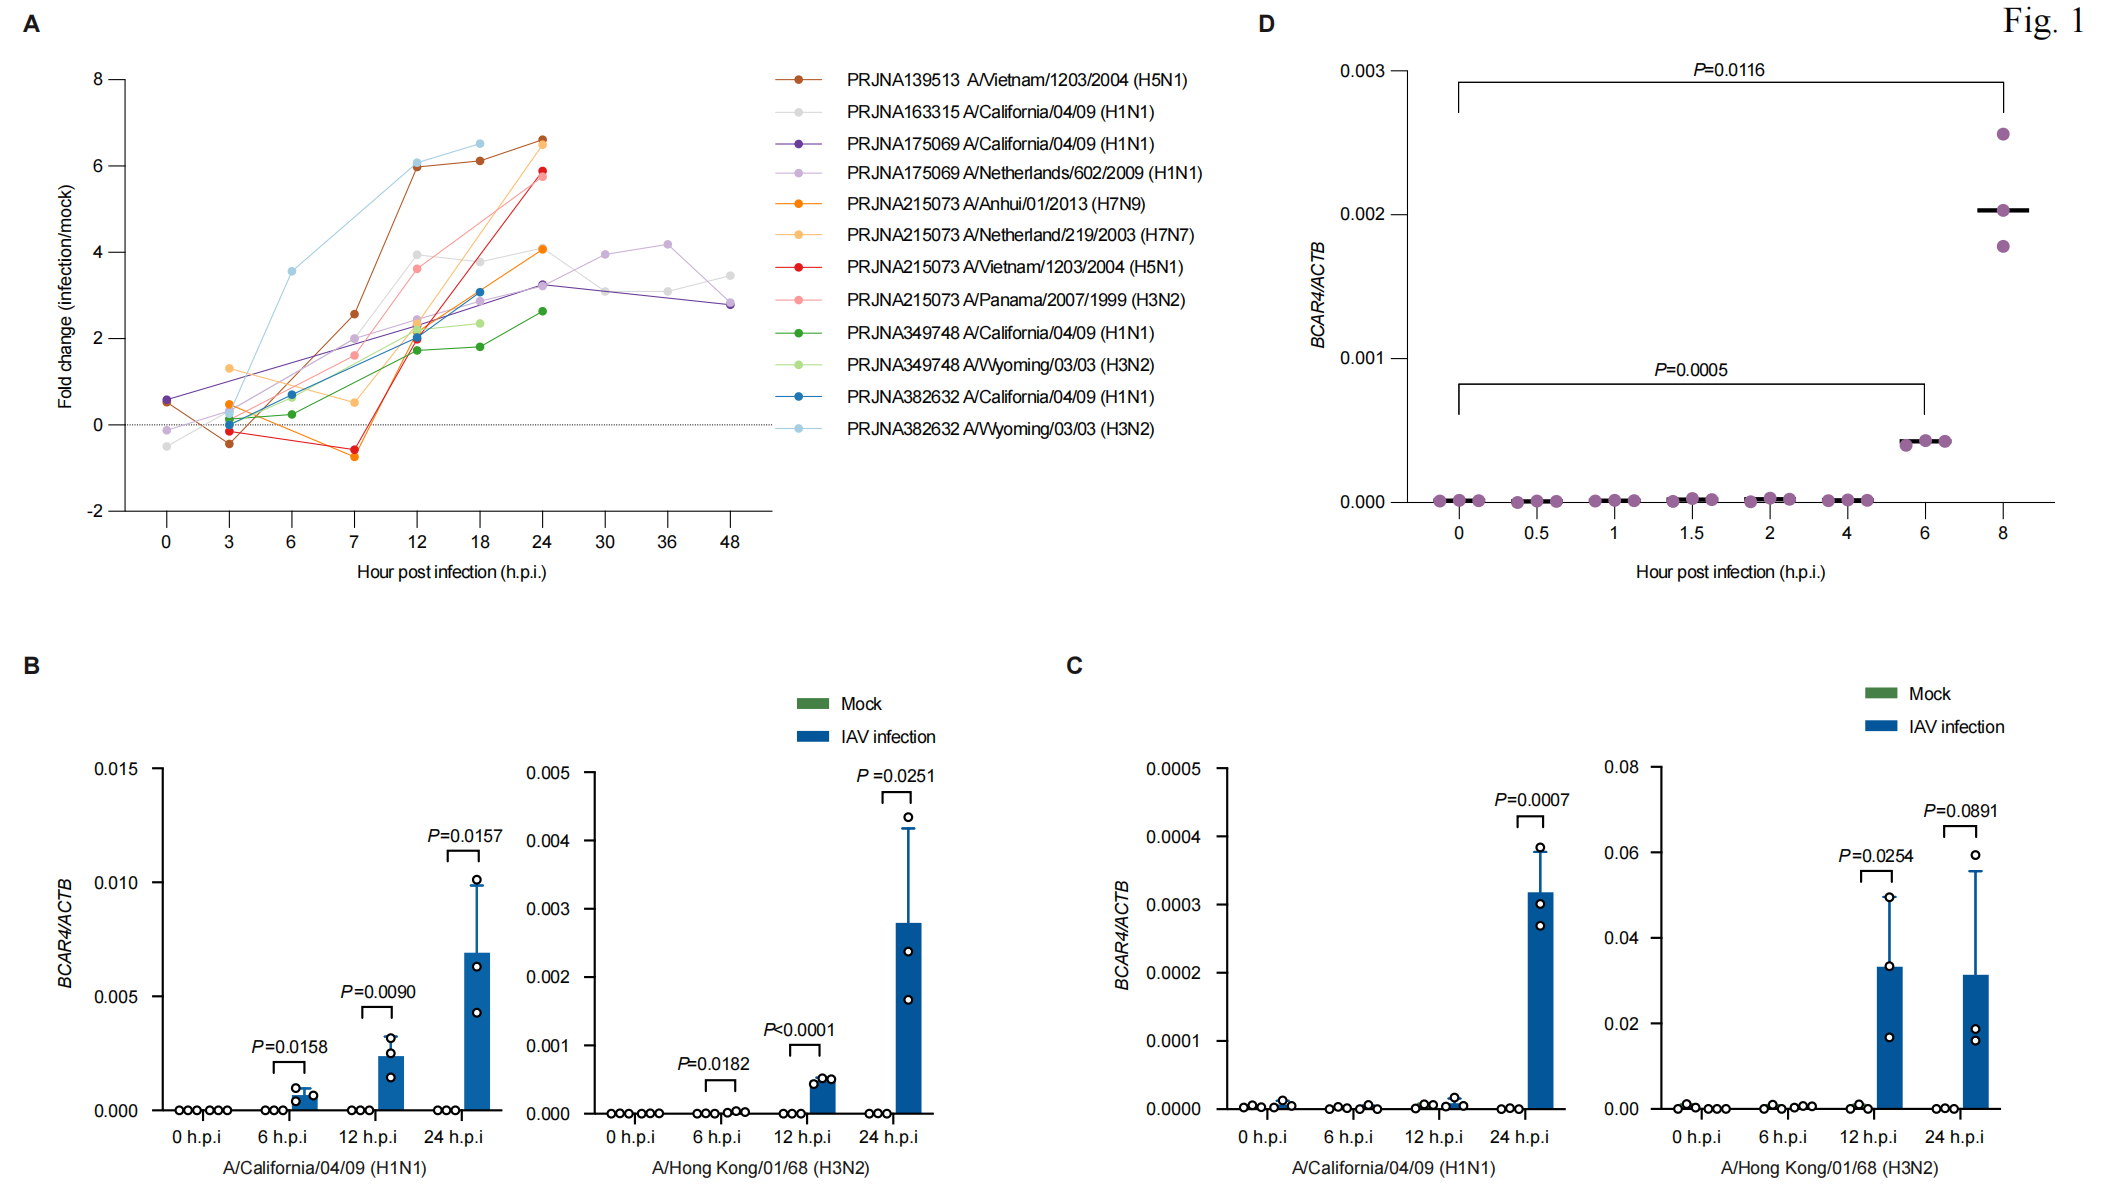 Fig. 1
A
8
6
4
2
0
-2
Fold change (infection/mock)
0 3 6 7 12 18 24 30 36 48
Hour post infection (h.p.i.)
PRJNA139513 A/Vietnam/1203/2004 (H5N1)
PRJNA163315 A/California/04/09 (H1N1)
PRJNA175069 A/California/04/09 (H1N1)
PRJNA175069 A/Netherlands/602/2009 (H1N1)
PRJNA215073 A/Anhui/01/2013 (H7N9)
PRJNA215073 A/Netherland/219/2003 (H7N7)
PRJNA215073 A/Vietnam/1203/2004 (H5N1)
PRJNA215073 A/Panama/2007/1999 (H3N2)
PRJNA349748 A/California/04/09 (H1N1)
PRJNA349748 A/Wyoming/03/03 (H3N2)
PRJNA382632 A/California/04/09 (H1N1)
PRJNA382632 A/Wyoming/03/03 (H3N2)
D
0.003
0.002
0.001
0.000
BCAR4/ACTB
P=0.0116
P=0.0005
0 0.5 1 1.5 2 4 6 8
Hour post infection (h.p.i.)
B
Mock
IAV infection
0.015
0.010
0.005
0.000
BCAR4/ACTB
P=0.0158
P=0.0090
P=0.0157
0 h.p.i 6 h.p.i 12 h.p.i 24 h.p.i
A/California/04/09 (H1N1)
0.005
0.004
0.003
0.002
0.001
0.000
P=0.0182
P<0.0001
P =0.0251
0 h.p.i 6 h.p.i 12 h.p.i 24 h.p.i
A/Hong Kong/01/68 (H3N2)
C
Mock
IAV infection
0.0005
0.0004
0.0003
0.0002
0.0001
0.0000
BCAR4/ACTB
P=0.0007
0 h.p.i 6 h.p.i 12 h.p.i 24 h.p.i
A/California/04/09 (H1N1)
0.08
0.06
0.04
0.02
0.00
P=0.0254
P=0.0891
0 h.p.i 6 h.p.i 12 h.p.i 24 h.p.i
A/Hong Kong/01/68 (H3N2)